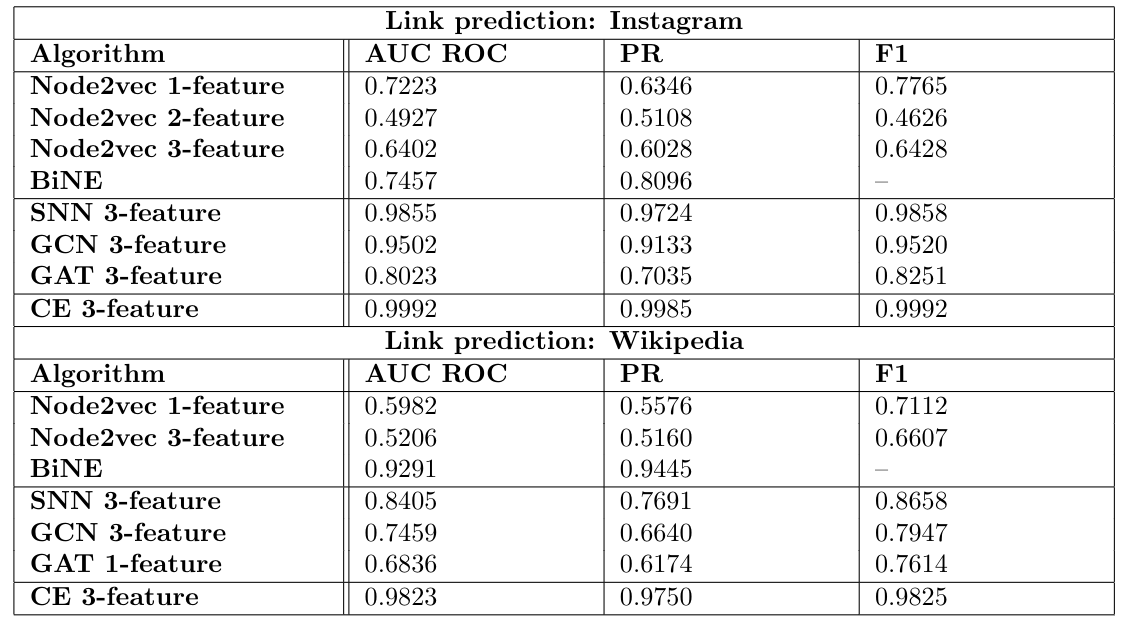 Link prediction: Instagram
Algorithm AUC ROC PR F1
Node2vec 1-feature 0.7223 0.6346 0.7765
Node2vec 2-feature 0.4927 0.5108 0.4626
Node2vec 3-feature 0.6402 0.6028 0.6428
BiNE 0.7457 0.8096 –
SNN 3-feature 0.9855 0.9724 0.9858
GCN 3-feature 0.9502 0.9133 0.9520
GAT 3-feature 0.8023 0.7035 0.8251
CE 3-feature 0.9992 0.9985 0.9992
Link prediction: Wikipedia
Algorithm AUC ROC PR F1
Node2vec 1-feature 0.5982 0.5576 0.7112
Node2vec 3-feature 0.5206 0.5160 0.6607
BiNE 0.9291 0.9445 –
SNN 3-feature 0.8405 0.7691 0.8658
GCN 3-feature 0.7459 0.6640 0.7947
GAT 1-feature 0.6836 0.6174 0.7614
CE 3-feature 0.9823 0.9750 0.9825